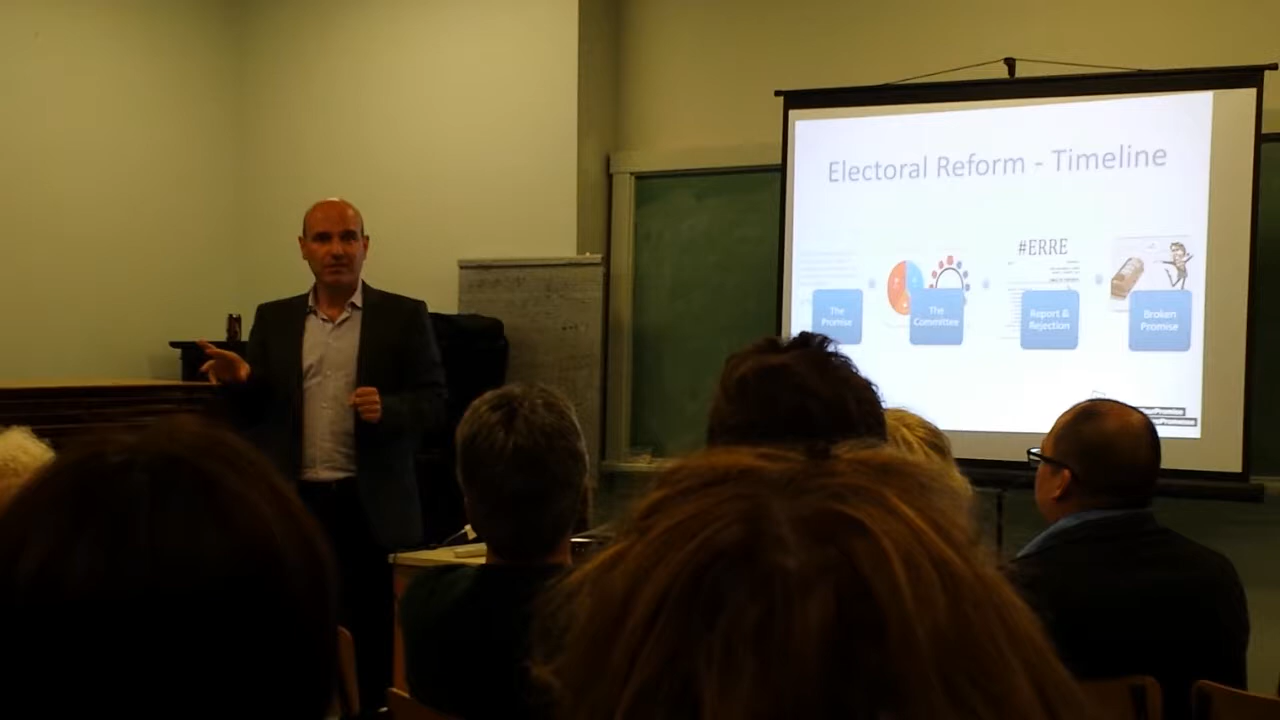 Electoral Reform - Timeline
#ERRE
The
Promise
The
Committee
Report &
Rejection
Broken
Promise